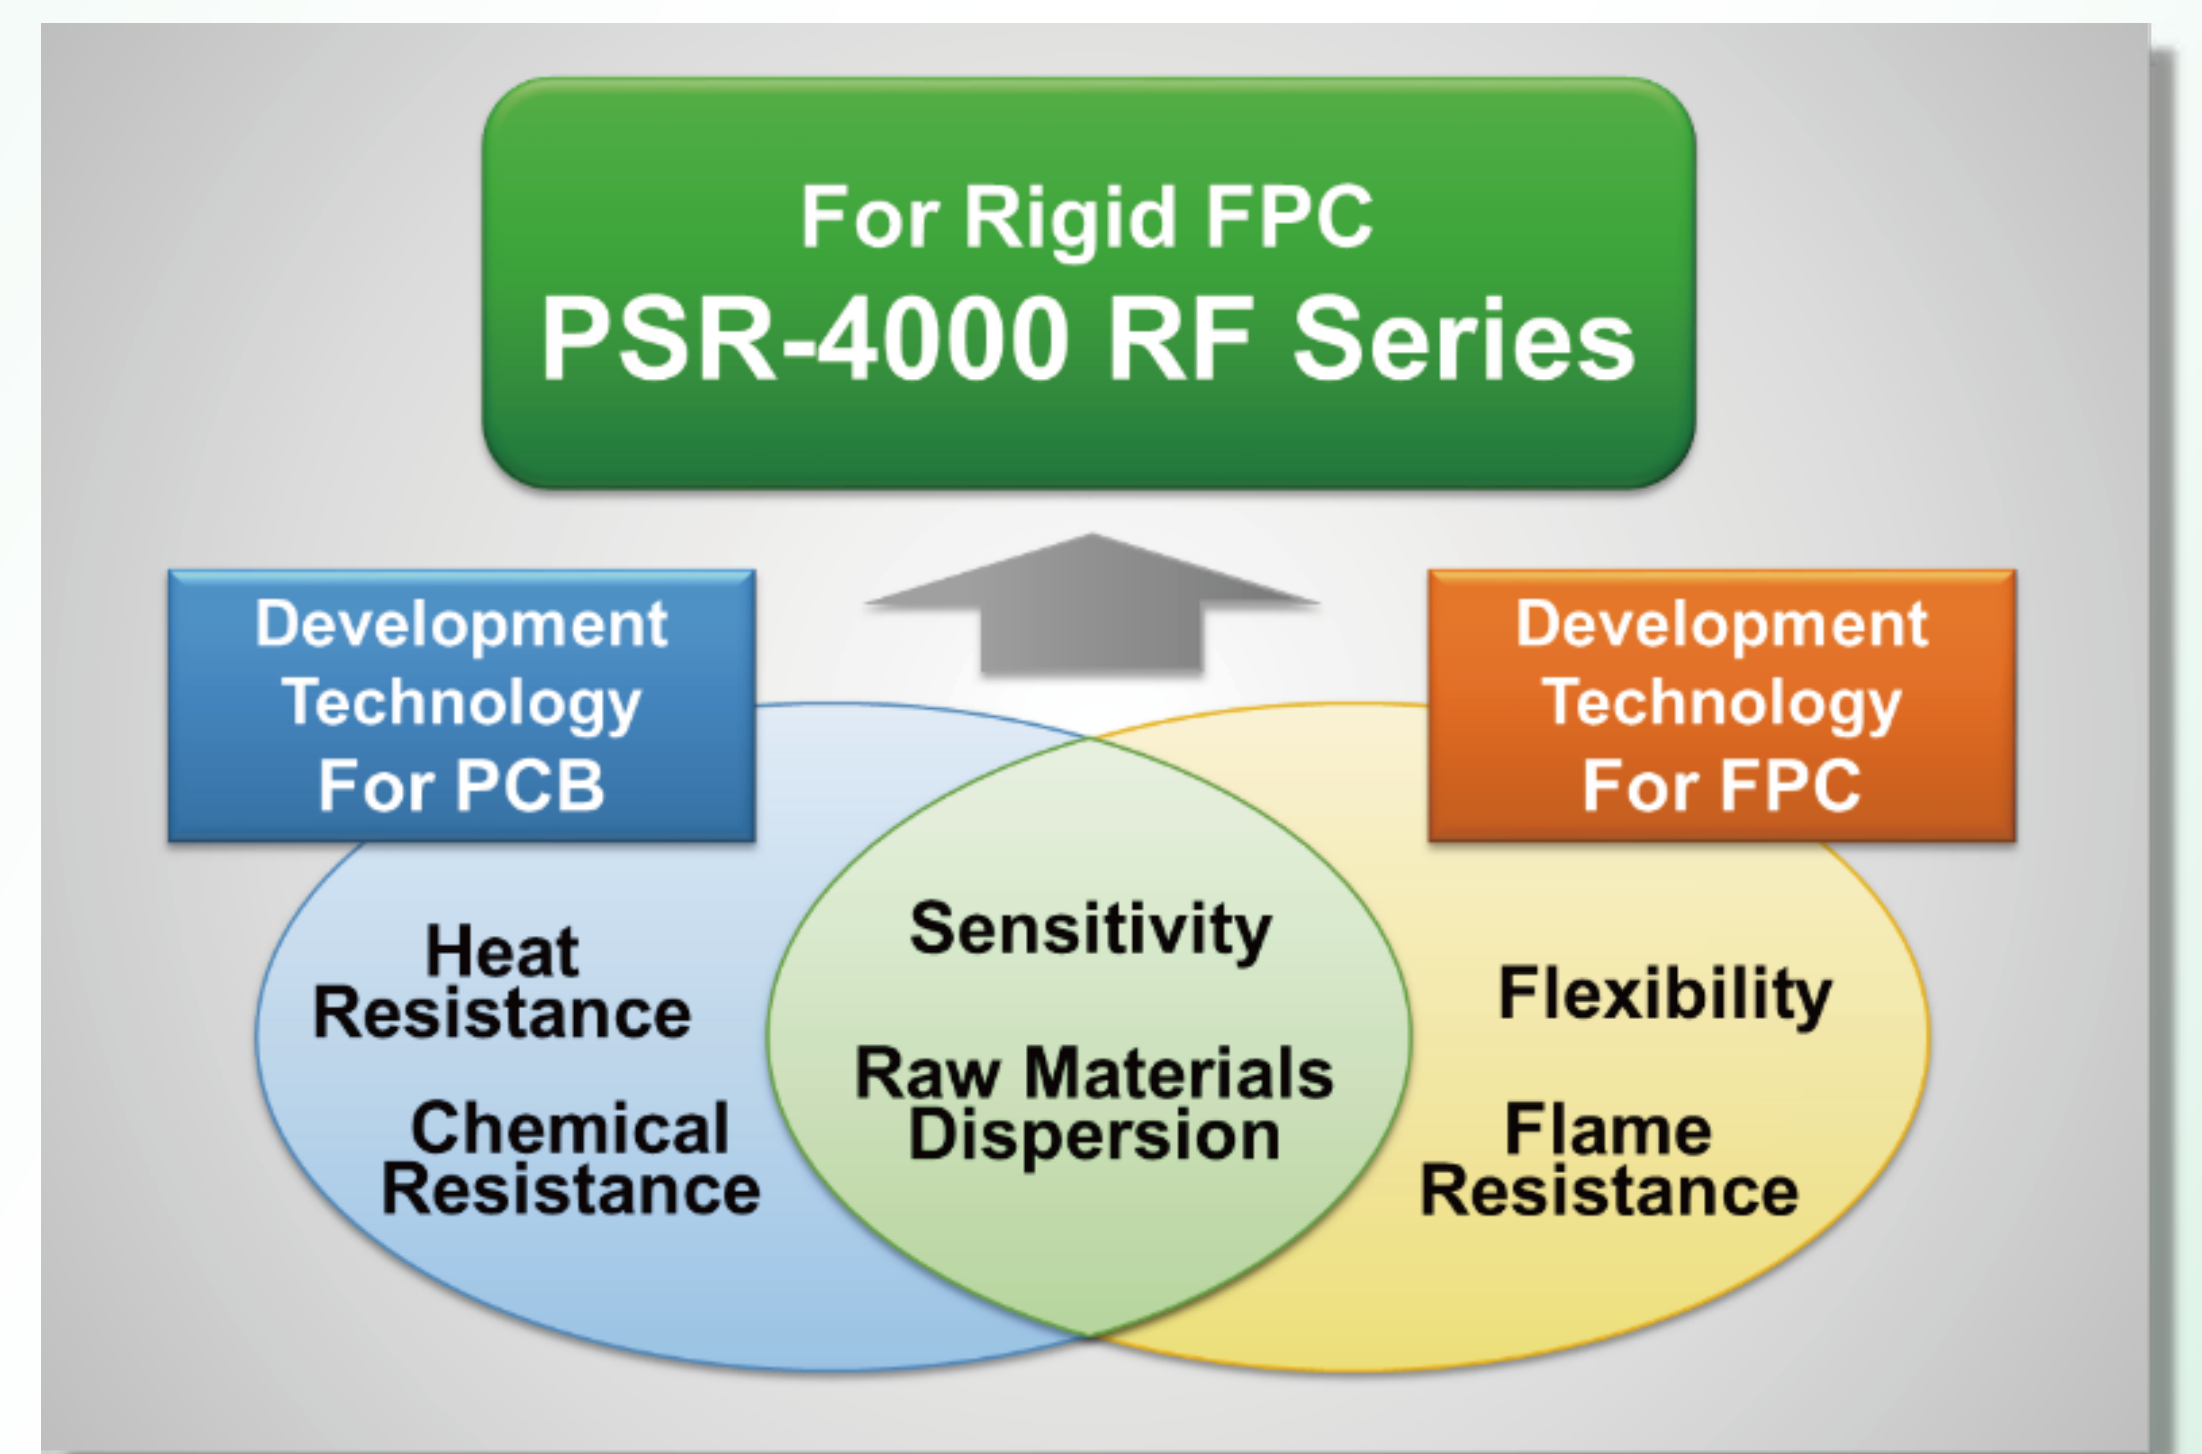 For Rigid FPC
PSR-4000 RF Series
Development
Technology
For PCB
Development
Technology
For FPC
Heat
Resistance
Chemical
Resistance
Sensitivity
Raw Materials
Dispersion
Flexibility
Flame
Resistance